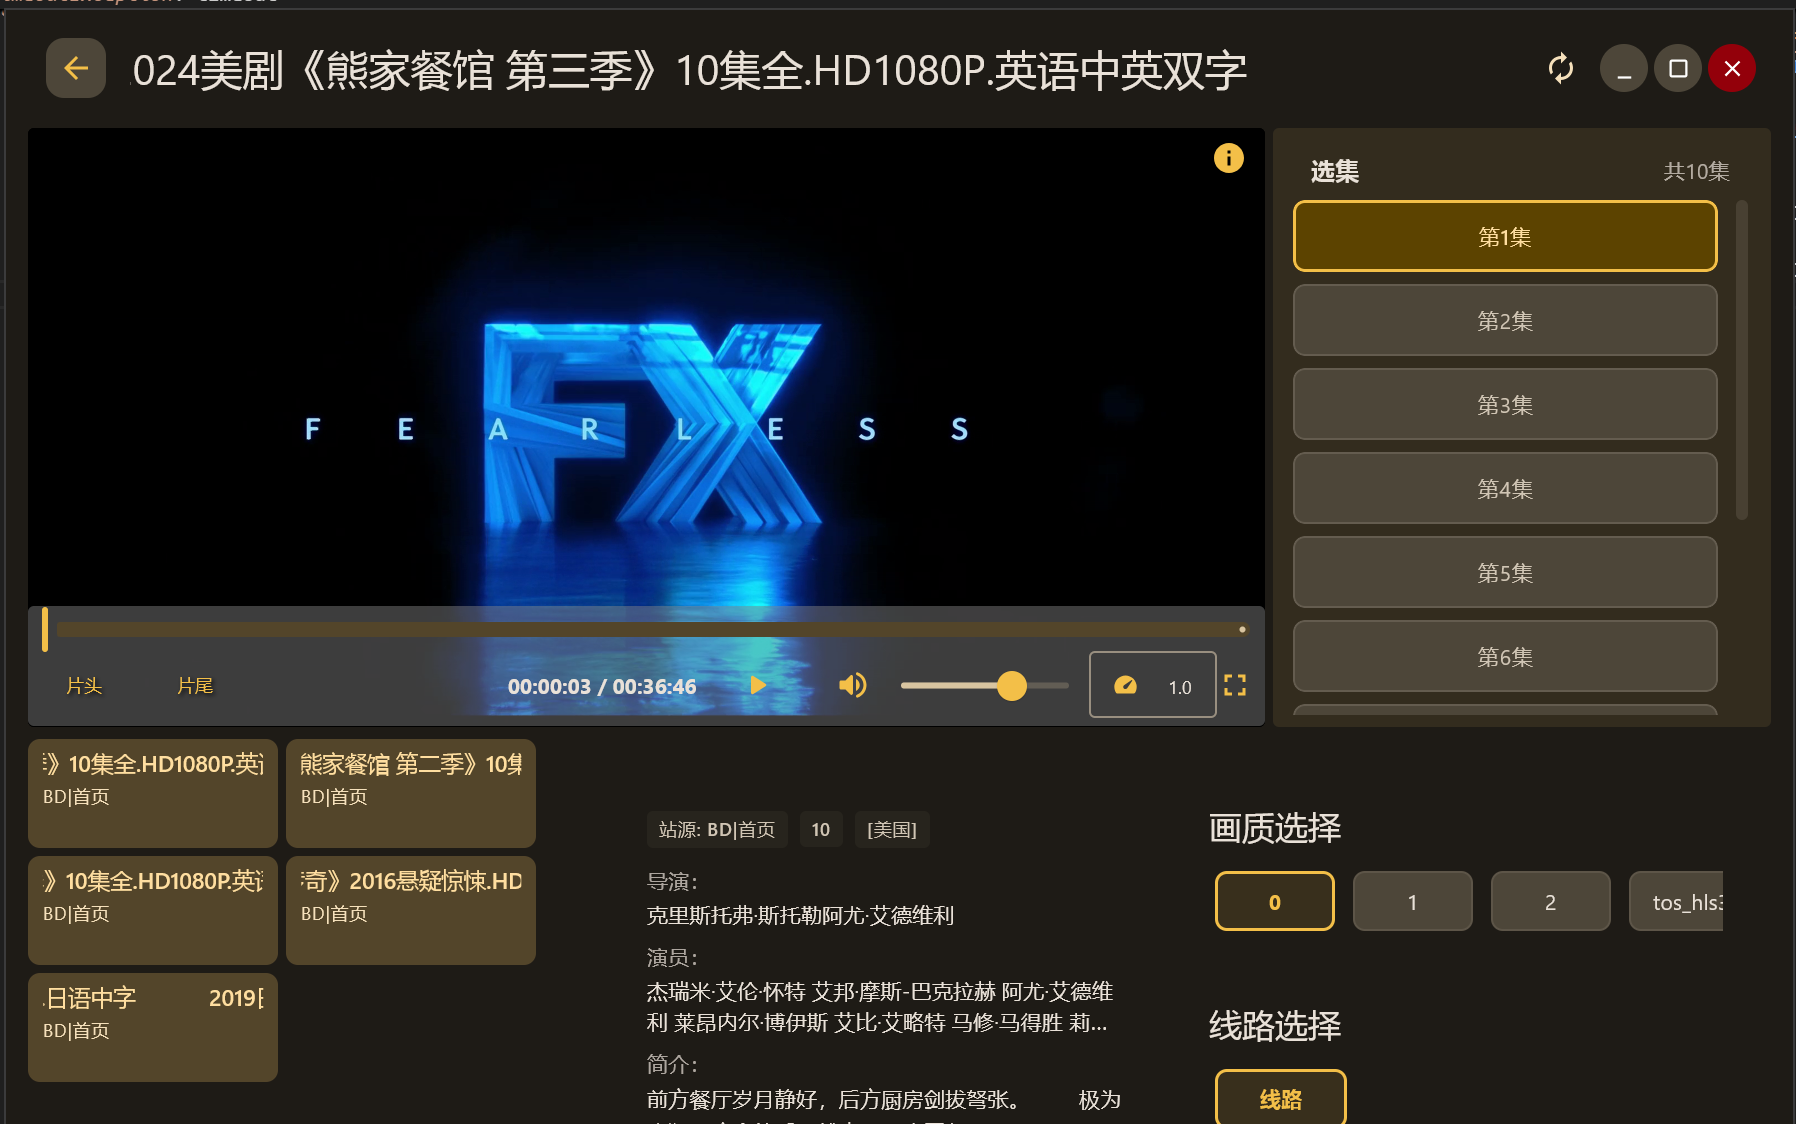 .024美剧《熊家餐馆 第三季》10集全.HD1080P.英语中英双字
FX
FEARLESS
片头
片尾
00:00:03 / 00:36:46
1.0
选集
共10集
第1集
第2集
第3集
第4集
第5集
第6集
》10集全.HD1080P.英
BD|首页
熊家餐馆 第二季》10集
BD|首页
》10集全.HD1080P.英
BD|首页
奇》2016悬疑惊悚.HD
BD|首页
.日语中字 2019
BD|首页
站源: BD|首页
10
[美国]
导演：
克里斯托弗·斯托勒阿尤·艾德维利
演员：
杰瑞米·艾伦·怀特 艾邦·摩斯-巴克拉赫 阿尤·艾德维
利 莱昂内尔·博伊斯 艾比·艾略特 马修·马得胜 莉...
简介：
前方餐厅岁月静好，后方厨房剑拔弩张。 极为
画质选择
0
1
2
tos_hls3
线路选择
线路